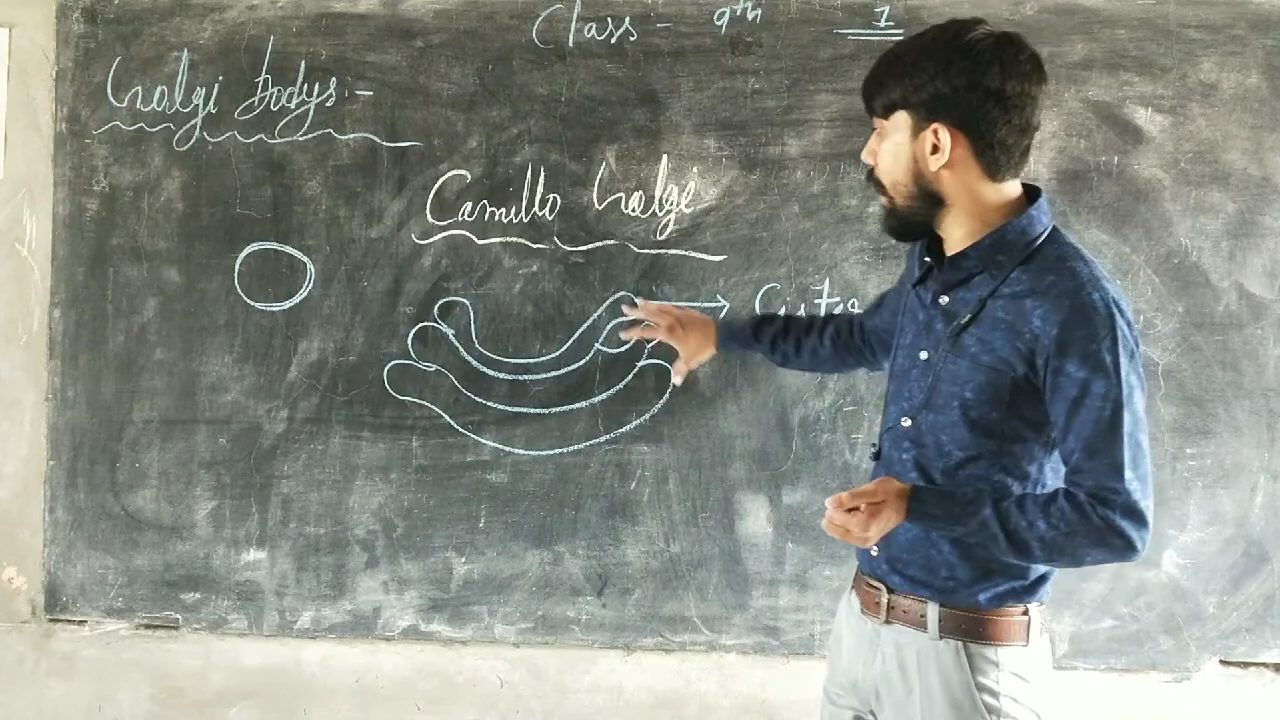 Class :- 9th 1
Golgi bodys :-
Camillo Golgi